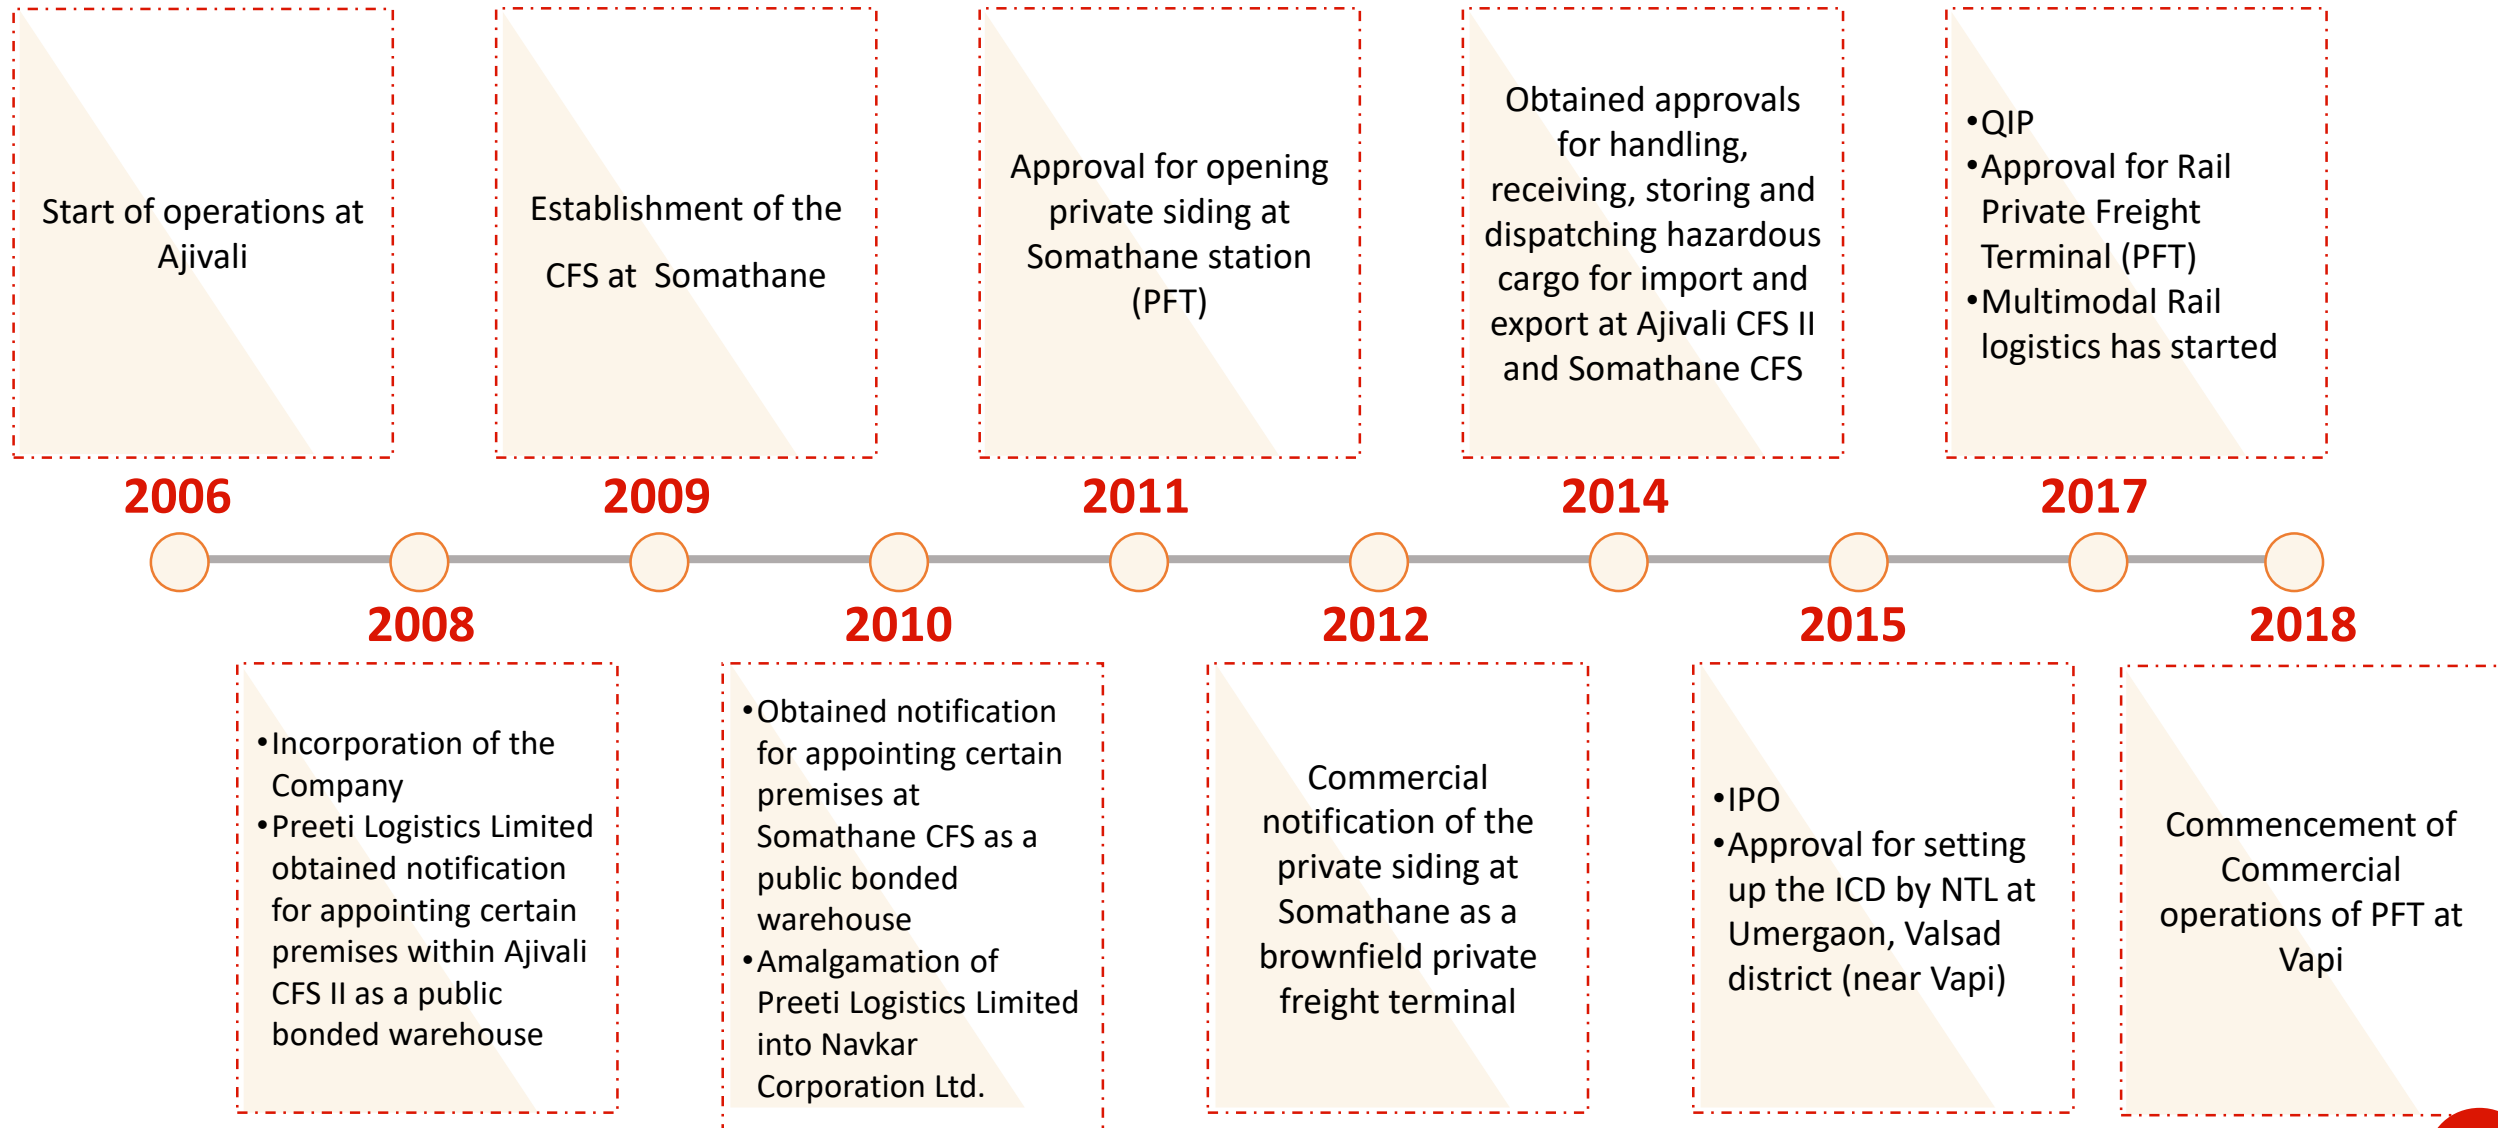 Start of operations at
Ajivali
Establishment of the
CFS at Somathane
Approval for opening
private siding at
Somathane station
(PFT)
Obtained approvals
for handling,
receiving, storing and
dispatching hazardous
cargo for import and
export at Ajivali CFS II
and Somathane CFS
•QIP
•Approval for Rail
Private Freight
Terminal (PFT)
•Multimodal Rail
logistics has started
2006
2009
2011
2014
2017
2008
2010
2012
2015
2018
•Incorporation of the
Company
•Preeti Logistics Limited
obtained notification
for appointing certain
premises within Ajivali
CFS II as a public
bonded warehouse
•Obtained notification
for appointing certain
premises at
Somathane CFS as a
public bonded
warehouse
•Amalgamation of
Preeti Logistics Limited
into Navkar
Corporation Ltd.
Commercial
notification of the
private siding at
Somathane as a
brownfield private
freight terminal
•IPO
•Approval for setting
up the ICD by NTL at
Umergaon, Valsad
district (near Vapi)
Commencement of
Commercial
operations of PFT at
Vapi